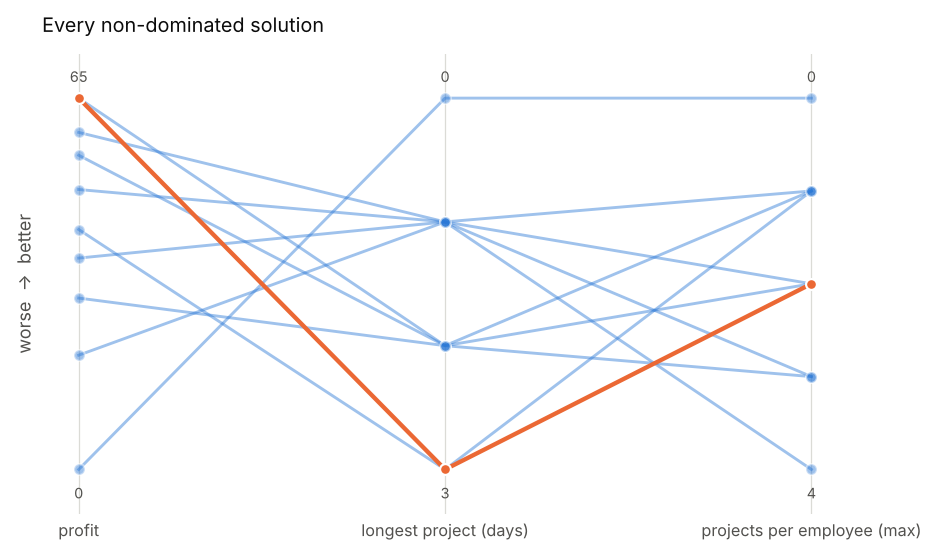 Every non-dominated solution
65
0
0
worse → better
0
3
4
profit
longest project (days)
projects per employee (max)